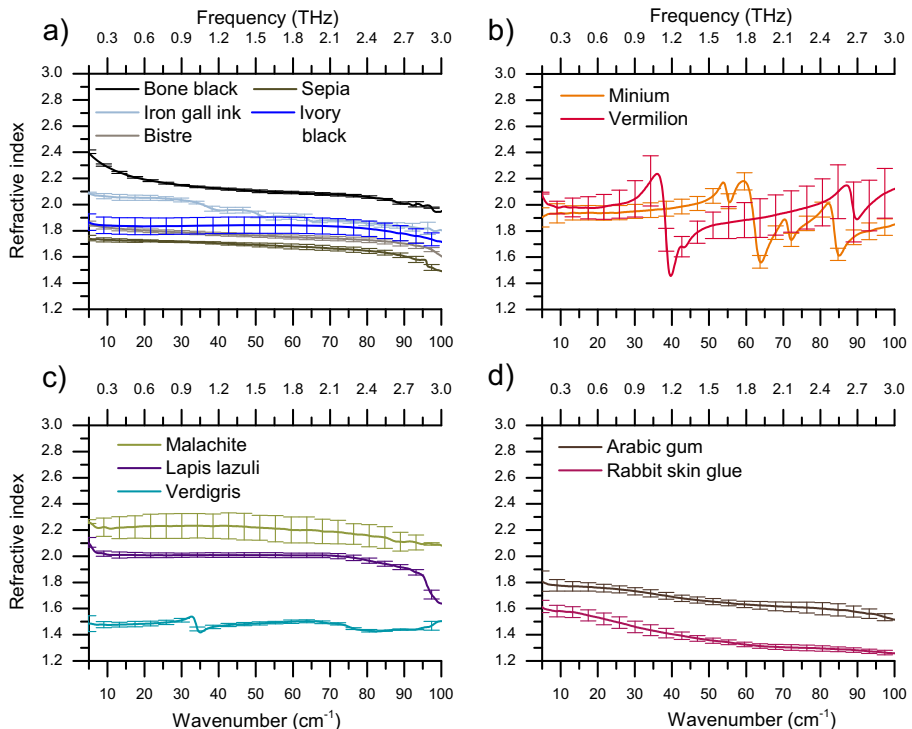 Frequency (THz)
a)
0.3 0.6 0.9 1.2 1.5 1.8 2.1 2.4 2.7 3.0
3.0
2.8
2.6
2.4
2.2
2.0
1.8
1.6
1.4
1.2
Refractive index
Bone black
Sepia
Iron gall ink
Ivory
black
Bistre
10 20 30 40 50 60 70 80 90 100
Frequency (THz)
b)
0.3 0.6 0.9 1.2 1.5 1.8 2.1 2.4 2.7 3.0
3.0
2.8
2.6
2.4
2.2
2.0
1.8
1.6
1.4
1.2
Minium
Vermilion
10 20 30 40 50 60 70 80 90 100
c)
0.3 0.6 0.9 1.2 1.5 1.8 2.1 2.4 2.7 3.0
3.0
2.8
2.6
2.4
2.2
2.0
1.8
1.6
1.4
1.2
Refractive index
Malachite
Lapis lazuli
Verdigris
10 20 30 40 50 60 70 80 90 100
Wavenumber (cm⁻¹)
d)
0.3 0.6 0.9 1.2 1.5 1.8 2.1 2.4 2.7 3.0
3.0
2.8
2.6
2.4
2.2
2.0
1.8
1.6
1.4
1.2
Arabic gum
Rabbit skin glue
10 20 30 40 50 60 70 80 90 100
Wavenumber (cm⁻¹)